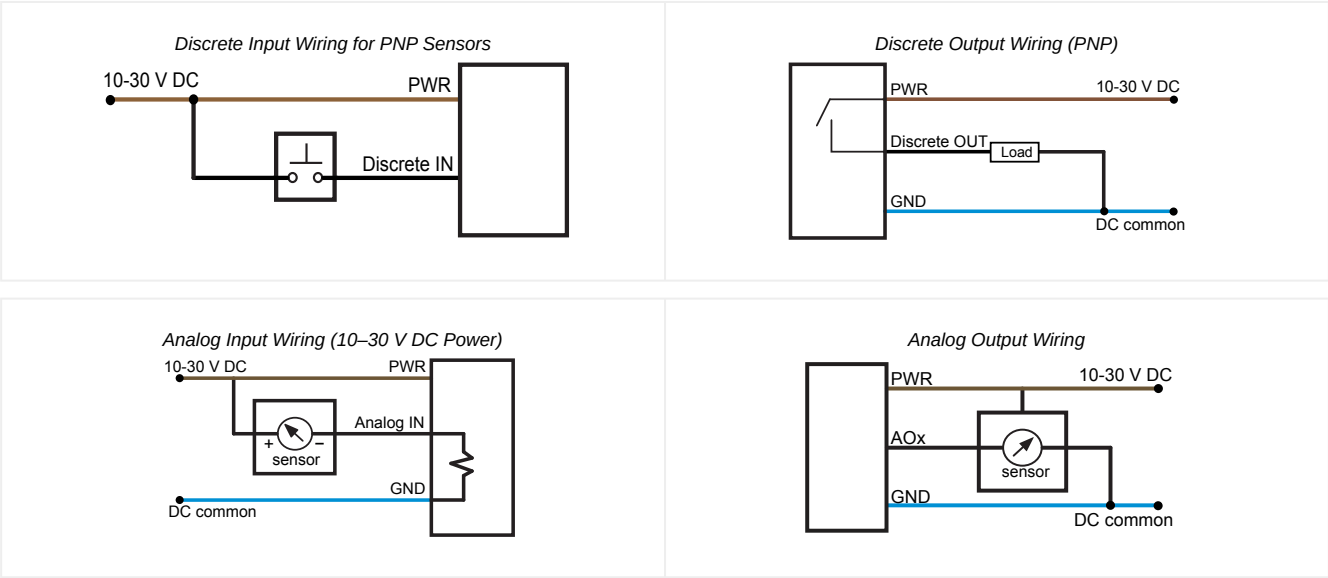 Discrete Input Wiring for PNP Sensors
10-30 V DC
PWR
Discrete IN
Discrete Output Wiring (PNP)
PWR
10-30 V DC
Discrete OUT
Load
GND
DC common
Analog Input Wiring (10–30 V DC Power)
10-30 V DC
PWR
Analog IN
+ –
sensor
GND
DC common
Analog Output Wiring
PWR
10-30 V DC
AOx
sensor
GND
DC common